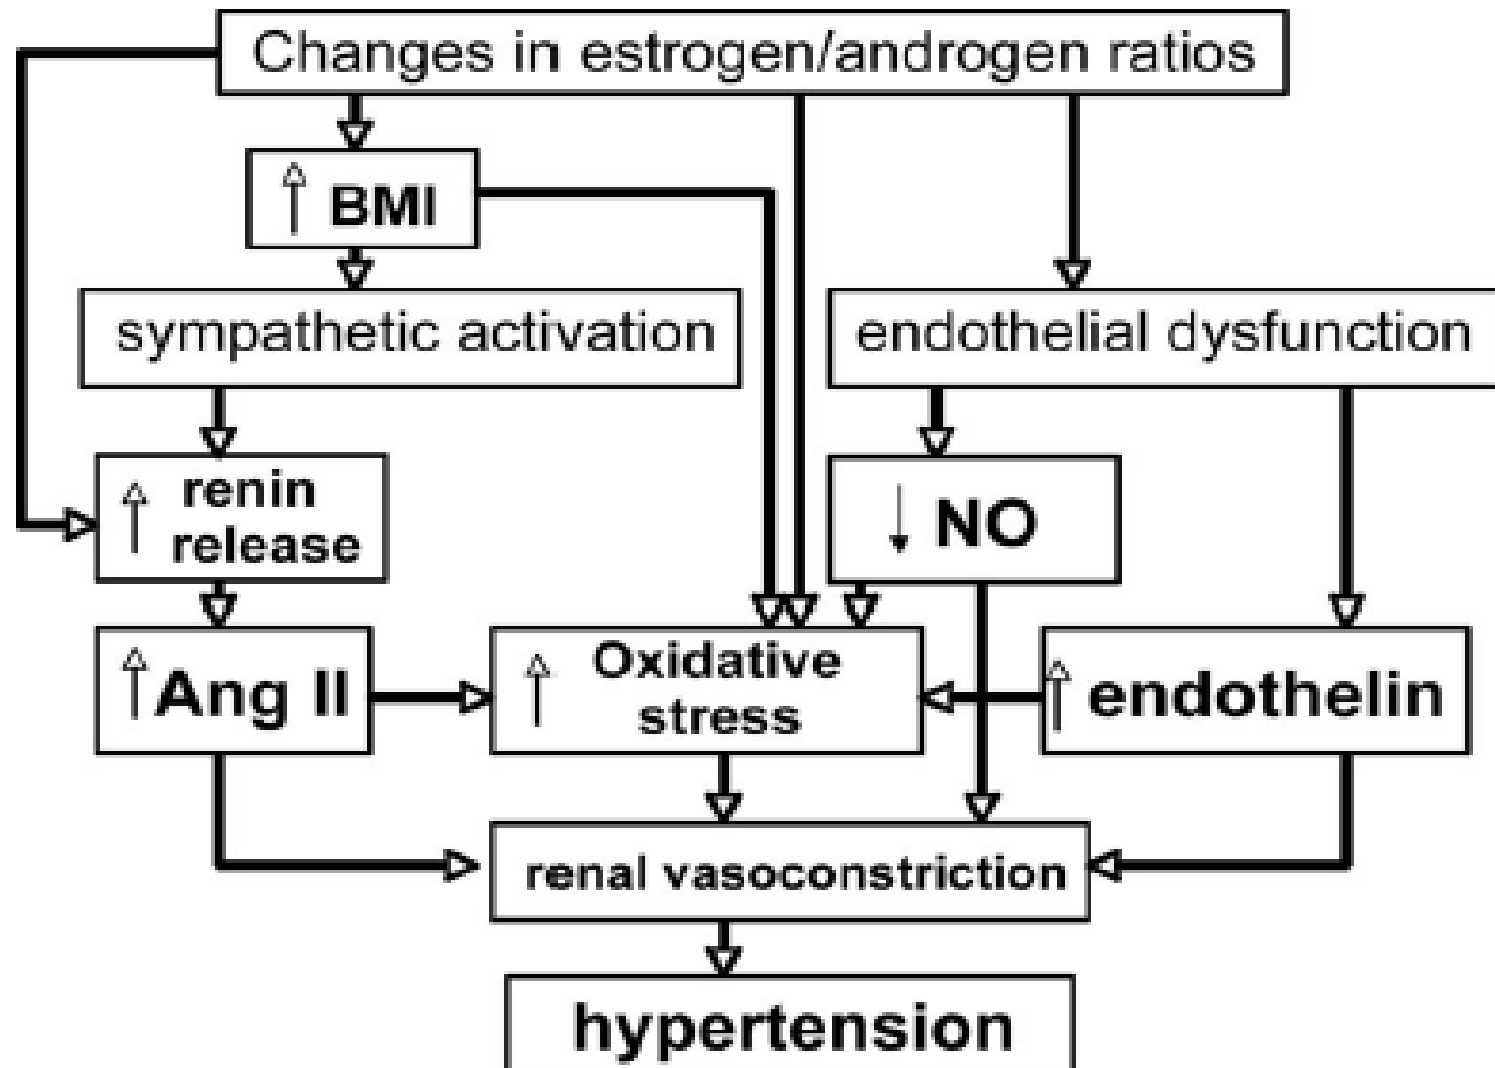 Changes in estrogen/androgen ratios
↑ BMI
sympathetic activation
endothelial dysfunction
↑ renin
release
↓ NO
↑ Ang II
↑ Oxidative
stress
↑ endothelin
renal vasoconstriction
hypertension